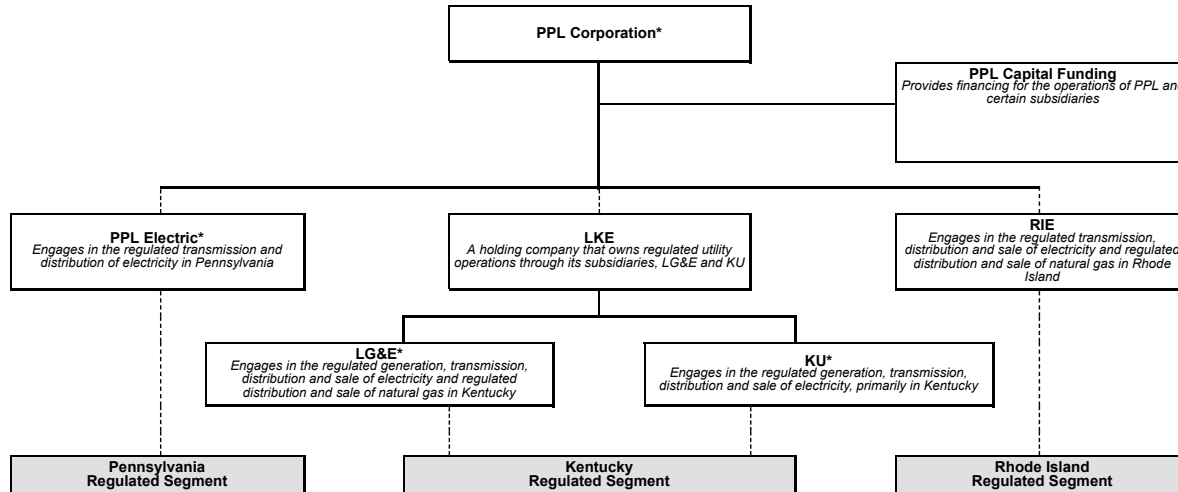 PPL Corporation*
PPL Capital Funding
Provides financing for the operations of PPL and
certain subsidiaries
PPL Electric*
Engages in the regulated transmission and
distribution of electricity in Pennsylvania
LKE
A holding company that owns regulated utility
operations through its subsidiaries, LG&E and KU
RIE
Engages in the regulated transmission,
distribution and sale of electricity and regulated
distribution and sale of natural gas in Rhode
Island
LG&E*
Engages in the regulated generation, transmission,
distribution and sale of electricity and regulated
distribution and sale of natural gas in Kentucky
KU*
Engages in the regulated generation, transmission,
distribution and sale of electricity, primarily in Kentucky
Pennsylvania
Regulated Segment
Kentucky
Regulated Segment
Rhode Island
Regulated Segment